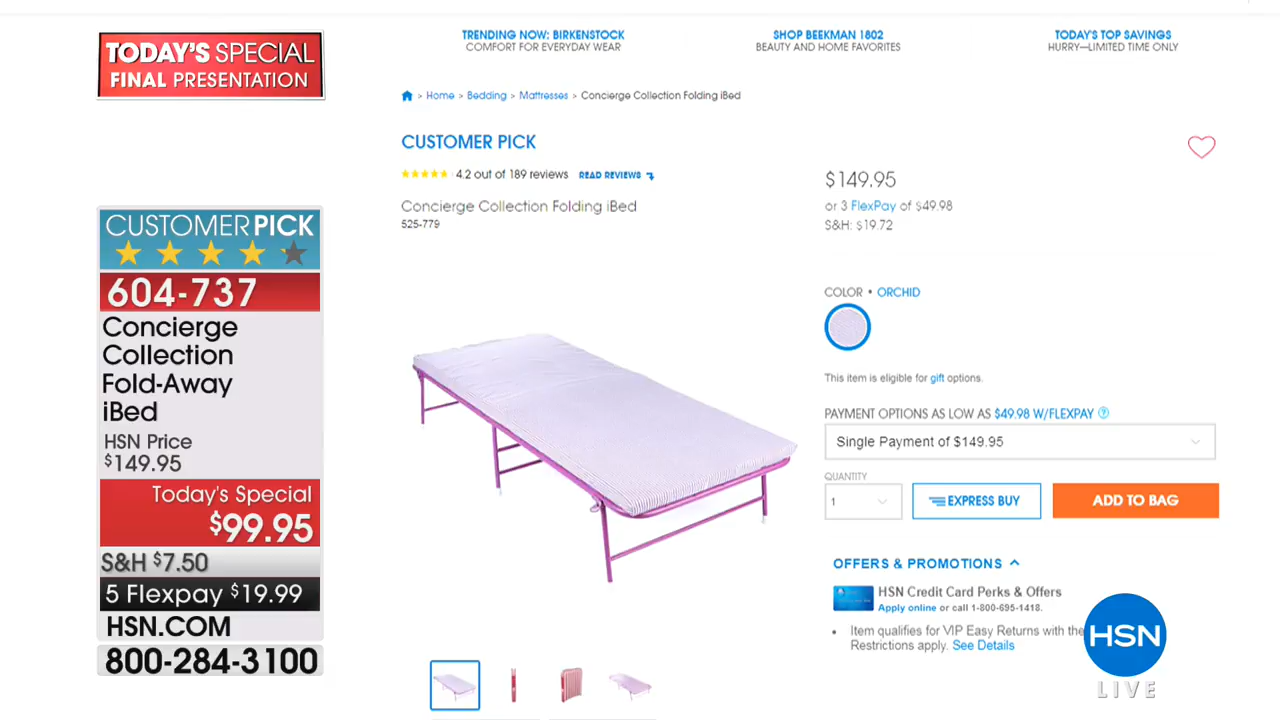 TODAY'S SPECIAL
FINAL PRESENTATION
CUSTOMER PICK
604-737
Concierge
Collection
Fold-Away
iBed
HSN Price
$149.95
Today's Special
$99.95
S&H $7.50
5 Flexpay $19.99
HSN.COM
800-284-3100
TRENDING NOW: BIRKENSTOCK
COMFORT FOR EVERYDAY WEAR
SHOP BEEKMAN 1802
BEAUTY AND HOME FAVORITES
TODAY'S TOP SAVINGS
HURRY—LIMITED TIME ONLY
> Home > Bedding > Mattresses > Concierge Collection Folding iBed
CUSTOMER PICK
4.2 out of 189 reviews READ REVIEWS
Concierge Collection Folding iBed
525-779
$149.95
or 3 FlexPay of $49.98
S&H: $19.72
COLOR • ORCHID
This item is eligible for gift options.
PAYMENT OPTIONS AS LOW AS $49.98 W/FLEXPAY ?
Single Payment of $149.95
QUANTITY
1
EXPRESS BUY
ADD TO BAG
OFFERS & PROMOTIONS
HSN Credit Card Perks & Offers
Apply online or call 1-800-695-1418.
• Item qualifies for VIP Easy Returns with the
Restrictions apply. See Details
HSN
LIVE